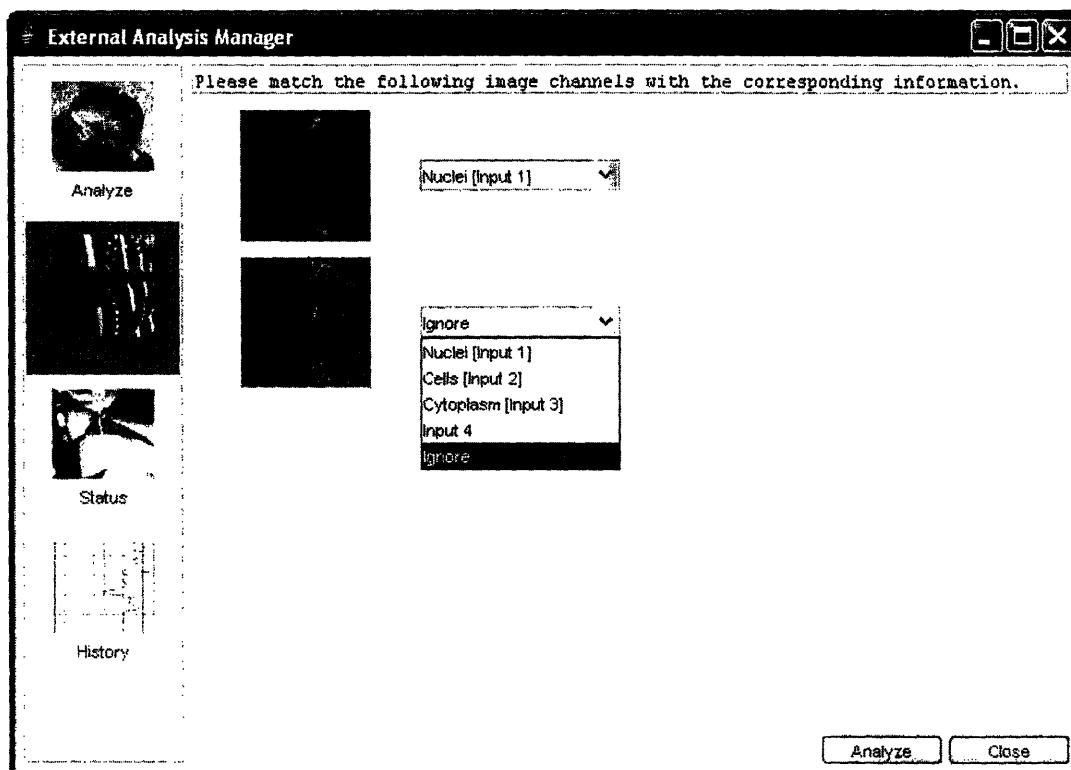 External Analysis Manager
Please match the following image channels with the corresponding information.
Analyze
Status
History
Nuclei [Input 1]
Ignore
Nuclei [Input 1]
Cells [Input 2]
Cytoplasm [Input 3]
Input 4
Ignore
Analyze
Close